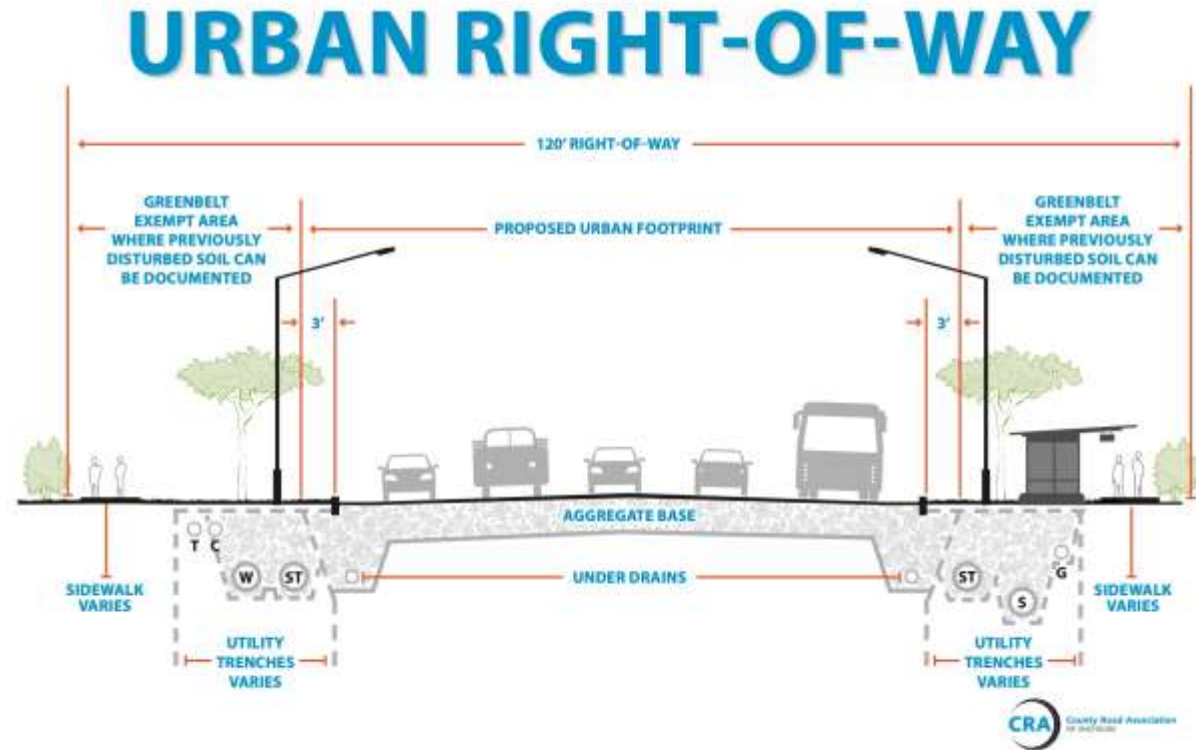 URBAN RIGHT-OF-WAY
120' RIGHT-OF-WAY
GREENBELT
EXEMPT AREA
WHERE PREVIOUSLY
DISTURBED SOIL CAN
BE DOCUMENTED
PROPOSED URBAN FOOTPRINT
GREENBELT
EXEMPT AREA
WHERE PREVIOUSLY
DISTURBED SOIL CAN
BE DOCUMENTED
3'
3'
AGGREGATE BASE
T C
W ST
UNDER DRAINS
ST
S
G
SIDEWALK
VARIES
SIDEWALK
VARIES
UTILITY
TRENCHES
VARIES
UTILITY
TRENCHES
VARIES
CRA County Road Association
OF MICHIGAN